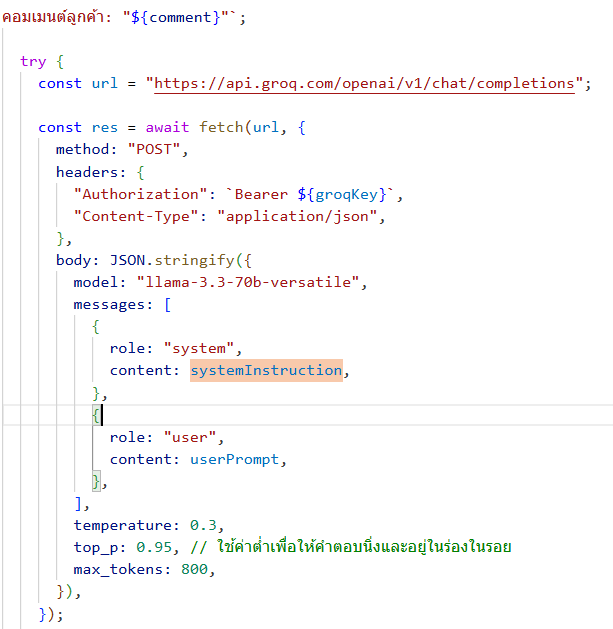 คอมเมนต์ลูกค้า: "${comment}"`;
try {
const url = "https://api.groq.com/openai/v1/chat/completions";
const res = await fetch(url, {
method: "POST",
headers: {
"Authorization": `Bearer ${groqKey}`,
"Content-Type": "application/json",
},
body: JSON.stringify({
model: "llama-3.3-70b-versatile",
messages: [
{
role: "system",
content: systemInstruction,
},
{
role: "user",
content: userPrompt,
},
],
temperature: 0.3,
top_p: 0.95, // ใช้ค่าต่ำเพื่อให้คำตอบนิ่งและอยู่ในร่องในรอย
max_tokens: 800,
}),
});